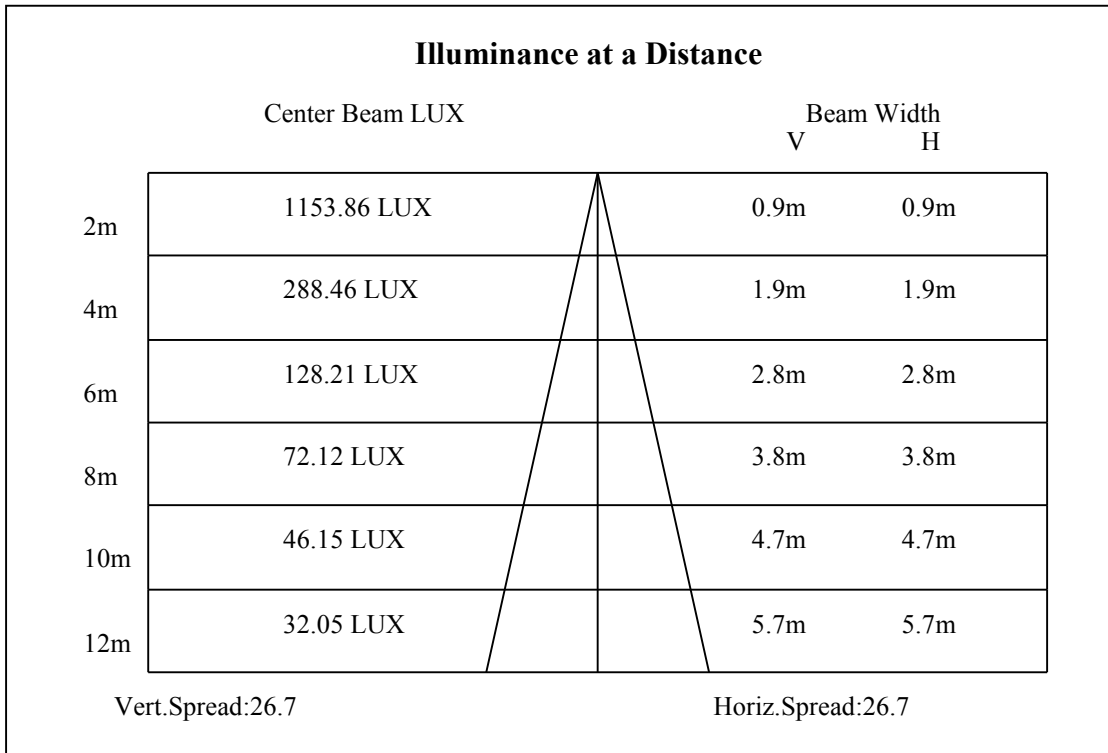 Illuminance at a Distance
Center Beam LUX Beam Width
V H
2m 1153.86 LUX 0.9m 0.9m
4m 288.46 LUX 1.9m 1.9m
6m 128.21 LUX 2.8m 2.8m
8m 72.12 LUX 3.8m 3.8m
10m 46.15 LUX 4.7m 4.7m
12m 32.05 LUX 5.7m 5.7m
Vert.Spread:26.7 Horiz.Spread:26.7